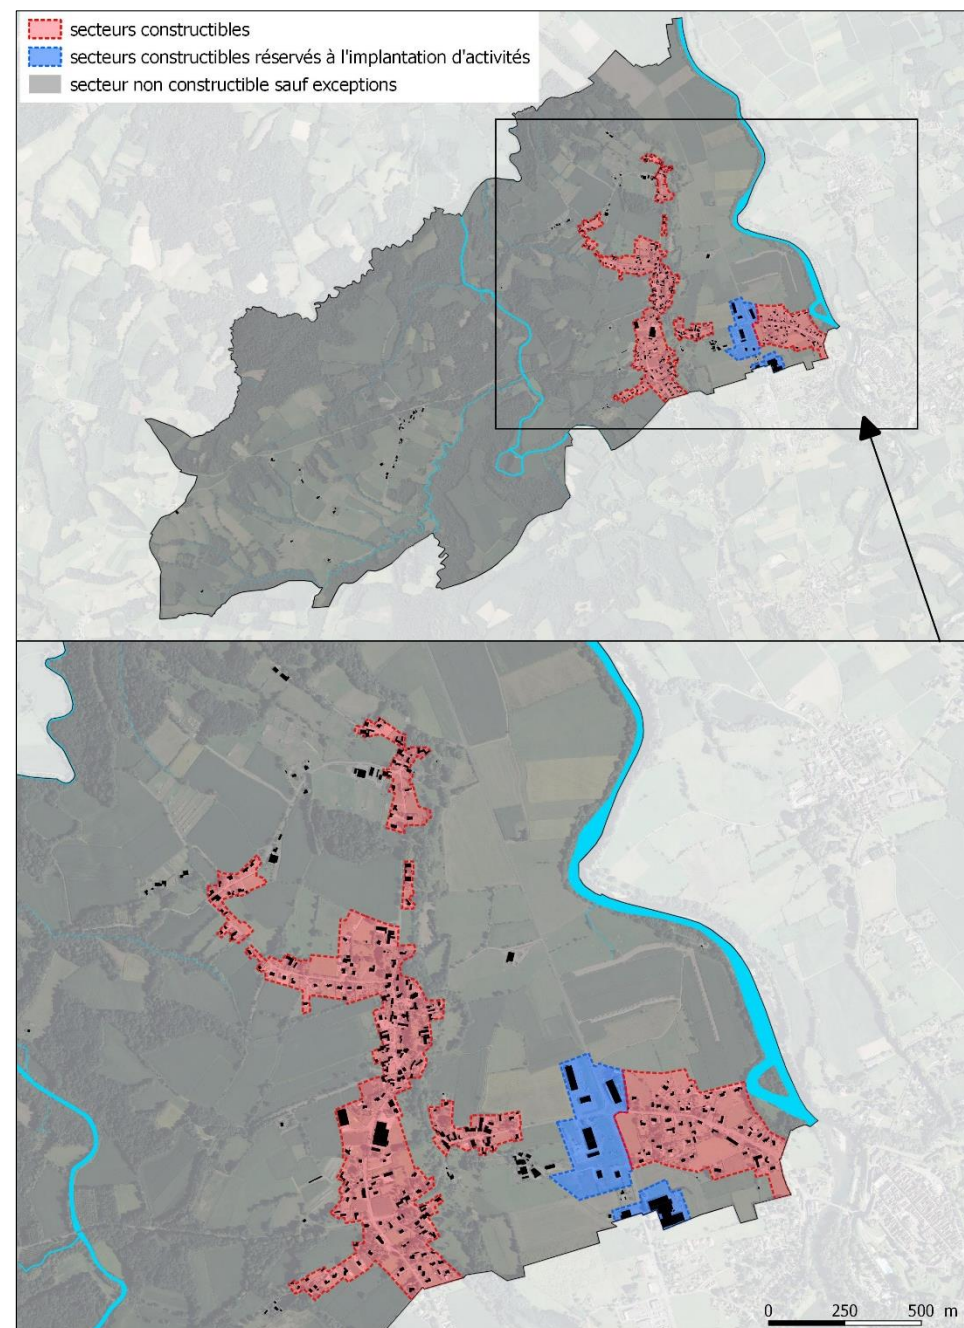 secteurs constructibles
secteurs constructibles réservés à l'implantation d'activités
secteur non constructible sauf exceptions
0 250 500 m